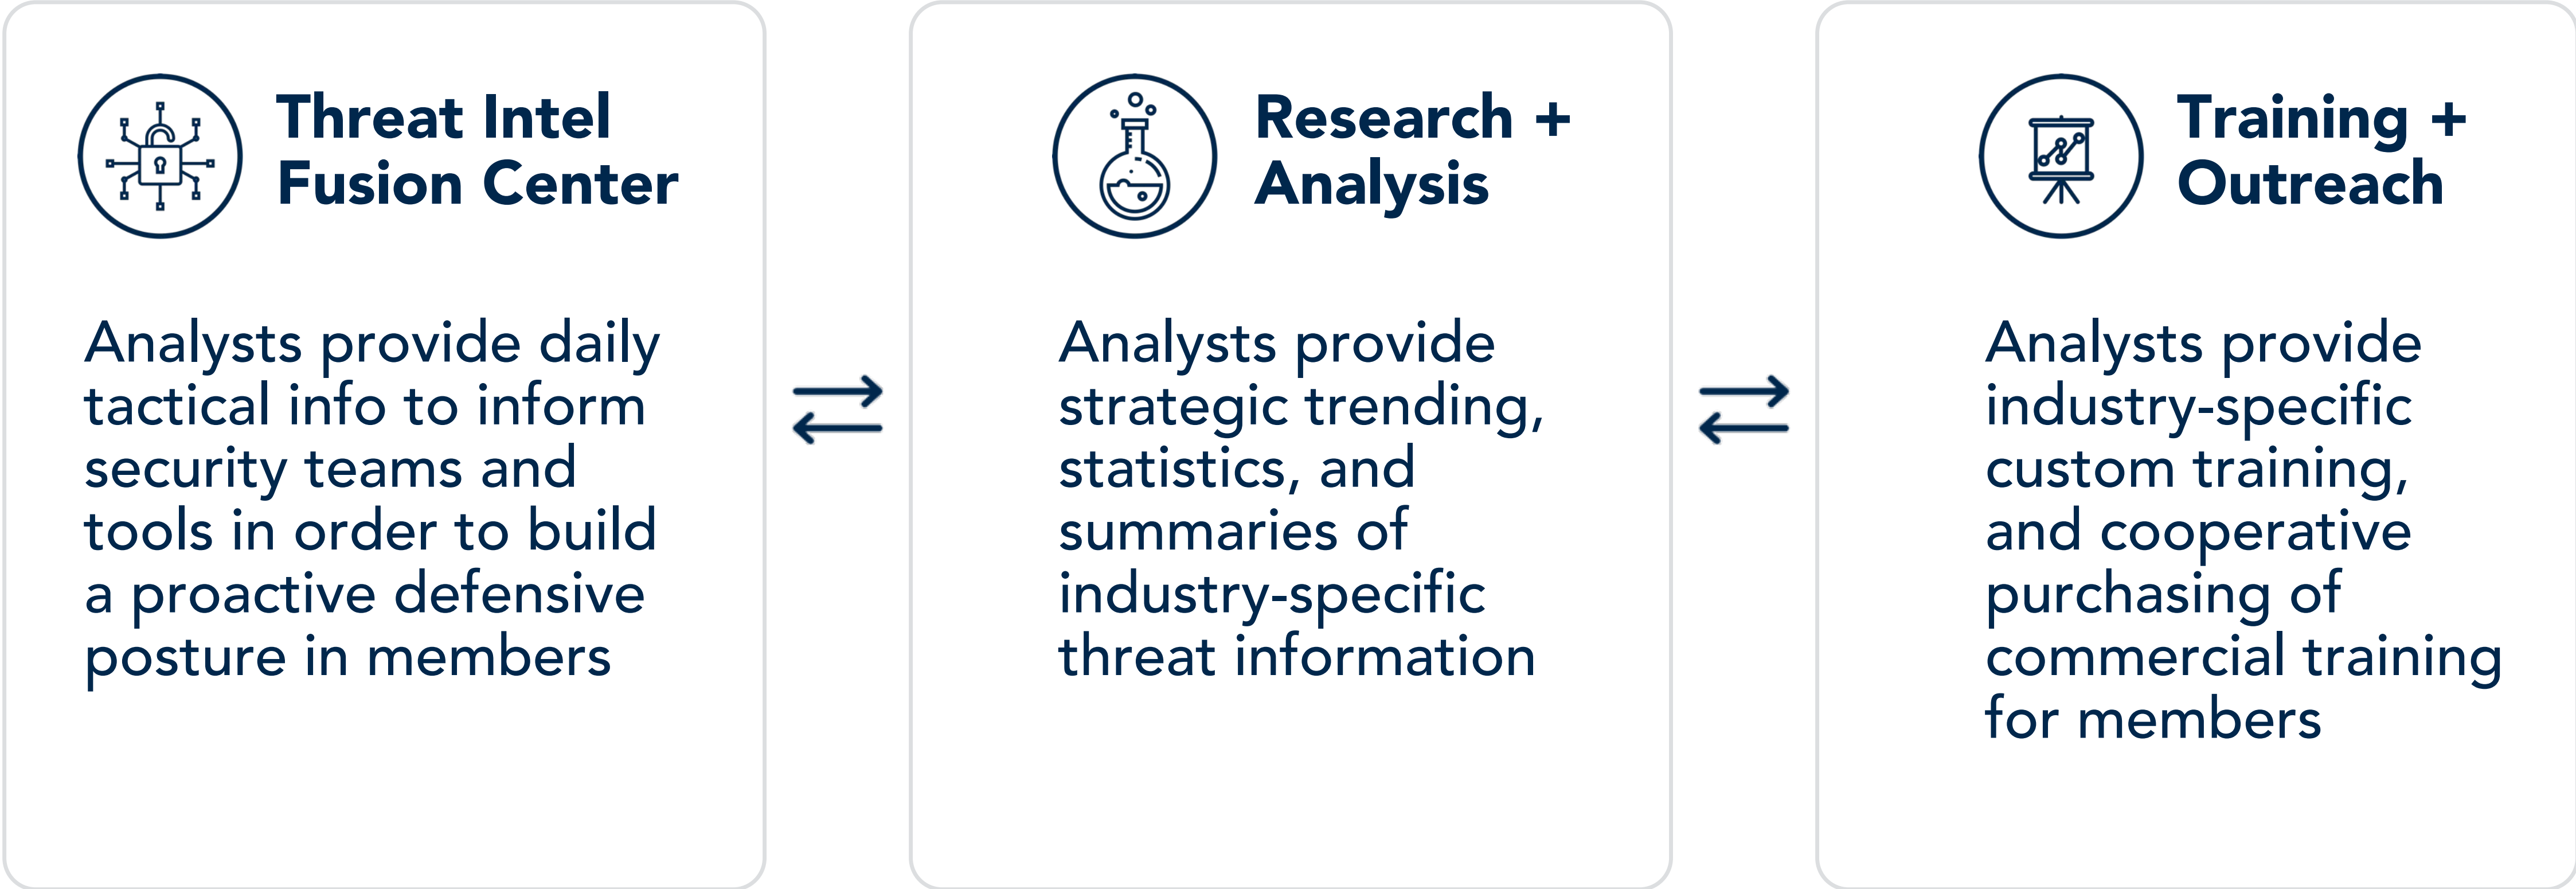 Threat Intel
Fusion Center
Analysts provide daily
tactical info to inform
security teams and
tools in order to build
a proactive defensive
posture in members
Research +
Analysis
Analysts provide
strategic trending,
statistics, and
summaries of
industry-specific
threat information
Training +
Outreach
Analysts provide
industry-specific
custom training,
and cooperative
purchasing of
commercial training
for members